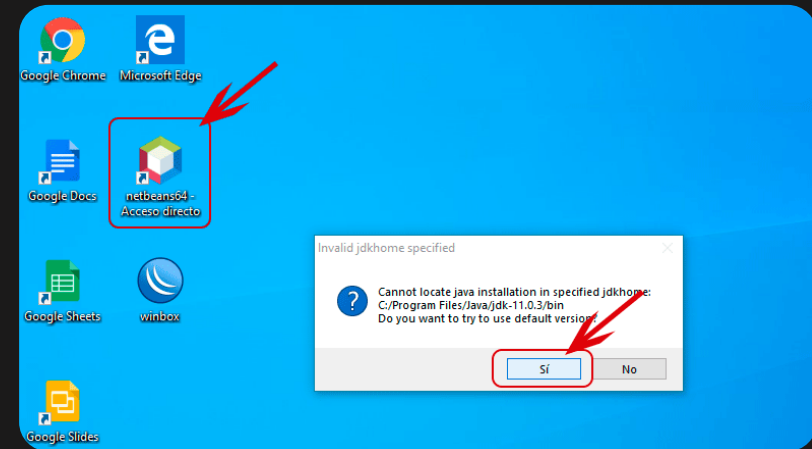 Google Chrome
Microsoft Edge
Google Docs
netbeans64 -
Acceso directo
Google Sheets
winbox
Google Slides
Invalid jdkhome specified
Cannot locate java installation in specified jdkhome:
C:/Program Files/Java/jdk-11.0.3/bin
Do you want to try to use default version?
Sí
No